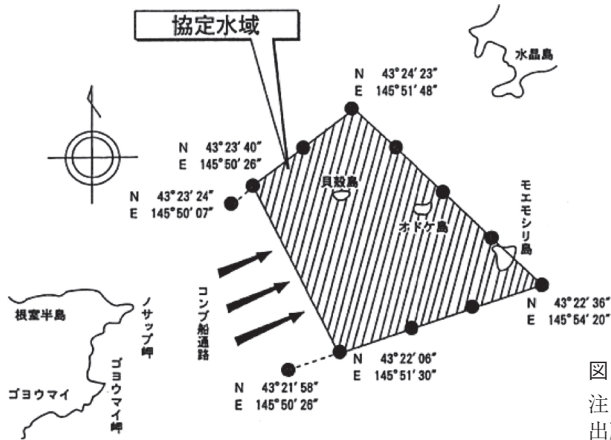 協定水域
水晶島
N 43°24′23″
E 145°51′48″
N 43°23′40″
E 145°50′26″
N 43°23′24″
E 145°50′07″
貝殻島
オドケ島
モエモシリ島
コンブ船通路
N 43°22′36″
E 145°54′20″
根室半島
ノサップ岬
N 43°22′06″
E 145°51′30″
N 43°21′58″
E 145°50′26″
ゴヨウマイ
ゴヨウマイ岬
図
注
出